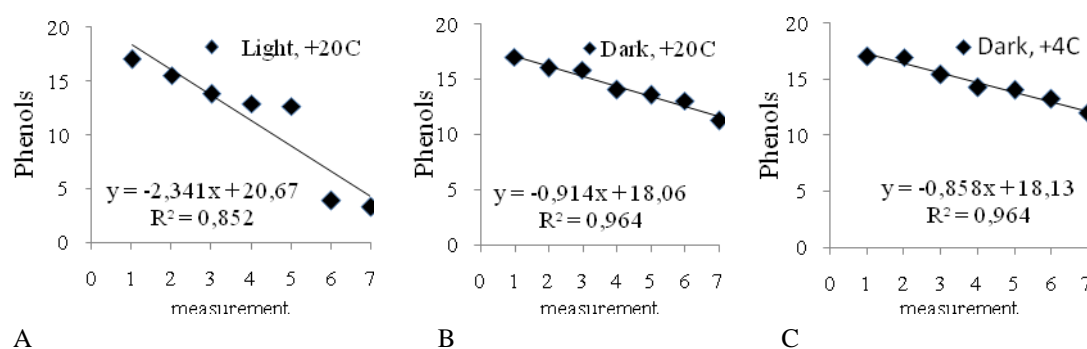 20
15
10
5
0
Phenols
Light, +20C
y = -2,341x + 20,67
R² = 0,852
0 1 2 3 4 5 6 7
measurement
A
20
15
10
5
0
Phenols
Dark, +20C
y = -0,914x + 18,06
R² = 0,964
0 1 2 3 4 5 6 7
measurement
B
20
15
10
5
0
Phenols
Dark, +4C
y = -0,858x + 18,13
R² = 0,964
0 1 2 3 4 5 6 7
measurement
C